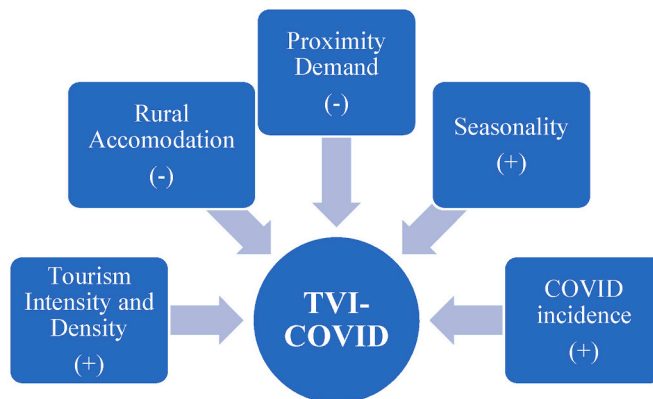 Proximity
Demand
(-)
Rural
Accomodation
(-)
Seasonality
(+)
Tourism
Intensity and
Density
(+)
TVI-
COVID
COVID
incidence
(+)